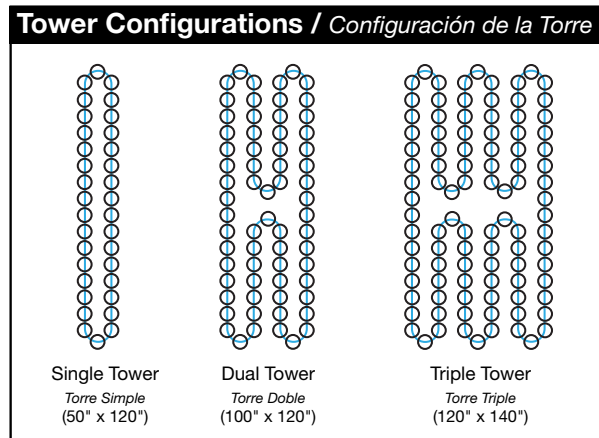 Tower Configurations / Configuración de la Torre
Single Tower
Torre Simple
(50" x 120")
Dual Tower
Torre Doble
(100" x 120")
Triple Tower
Torre Triple
(120" x 140")